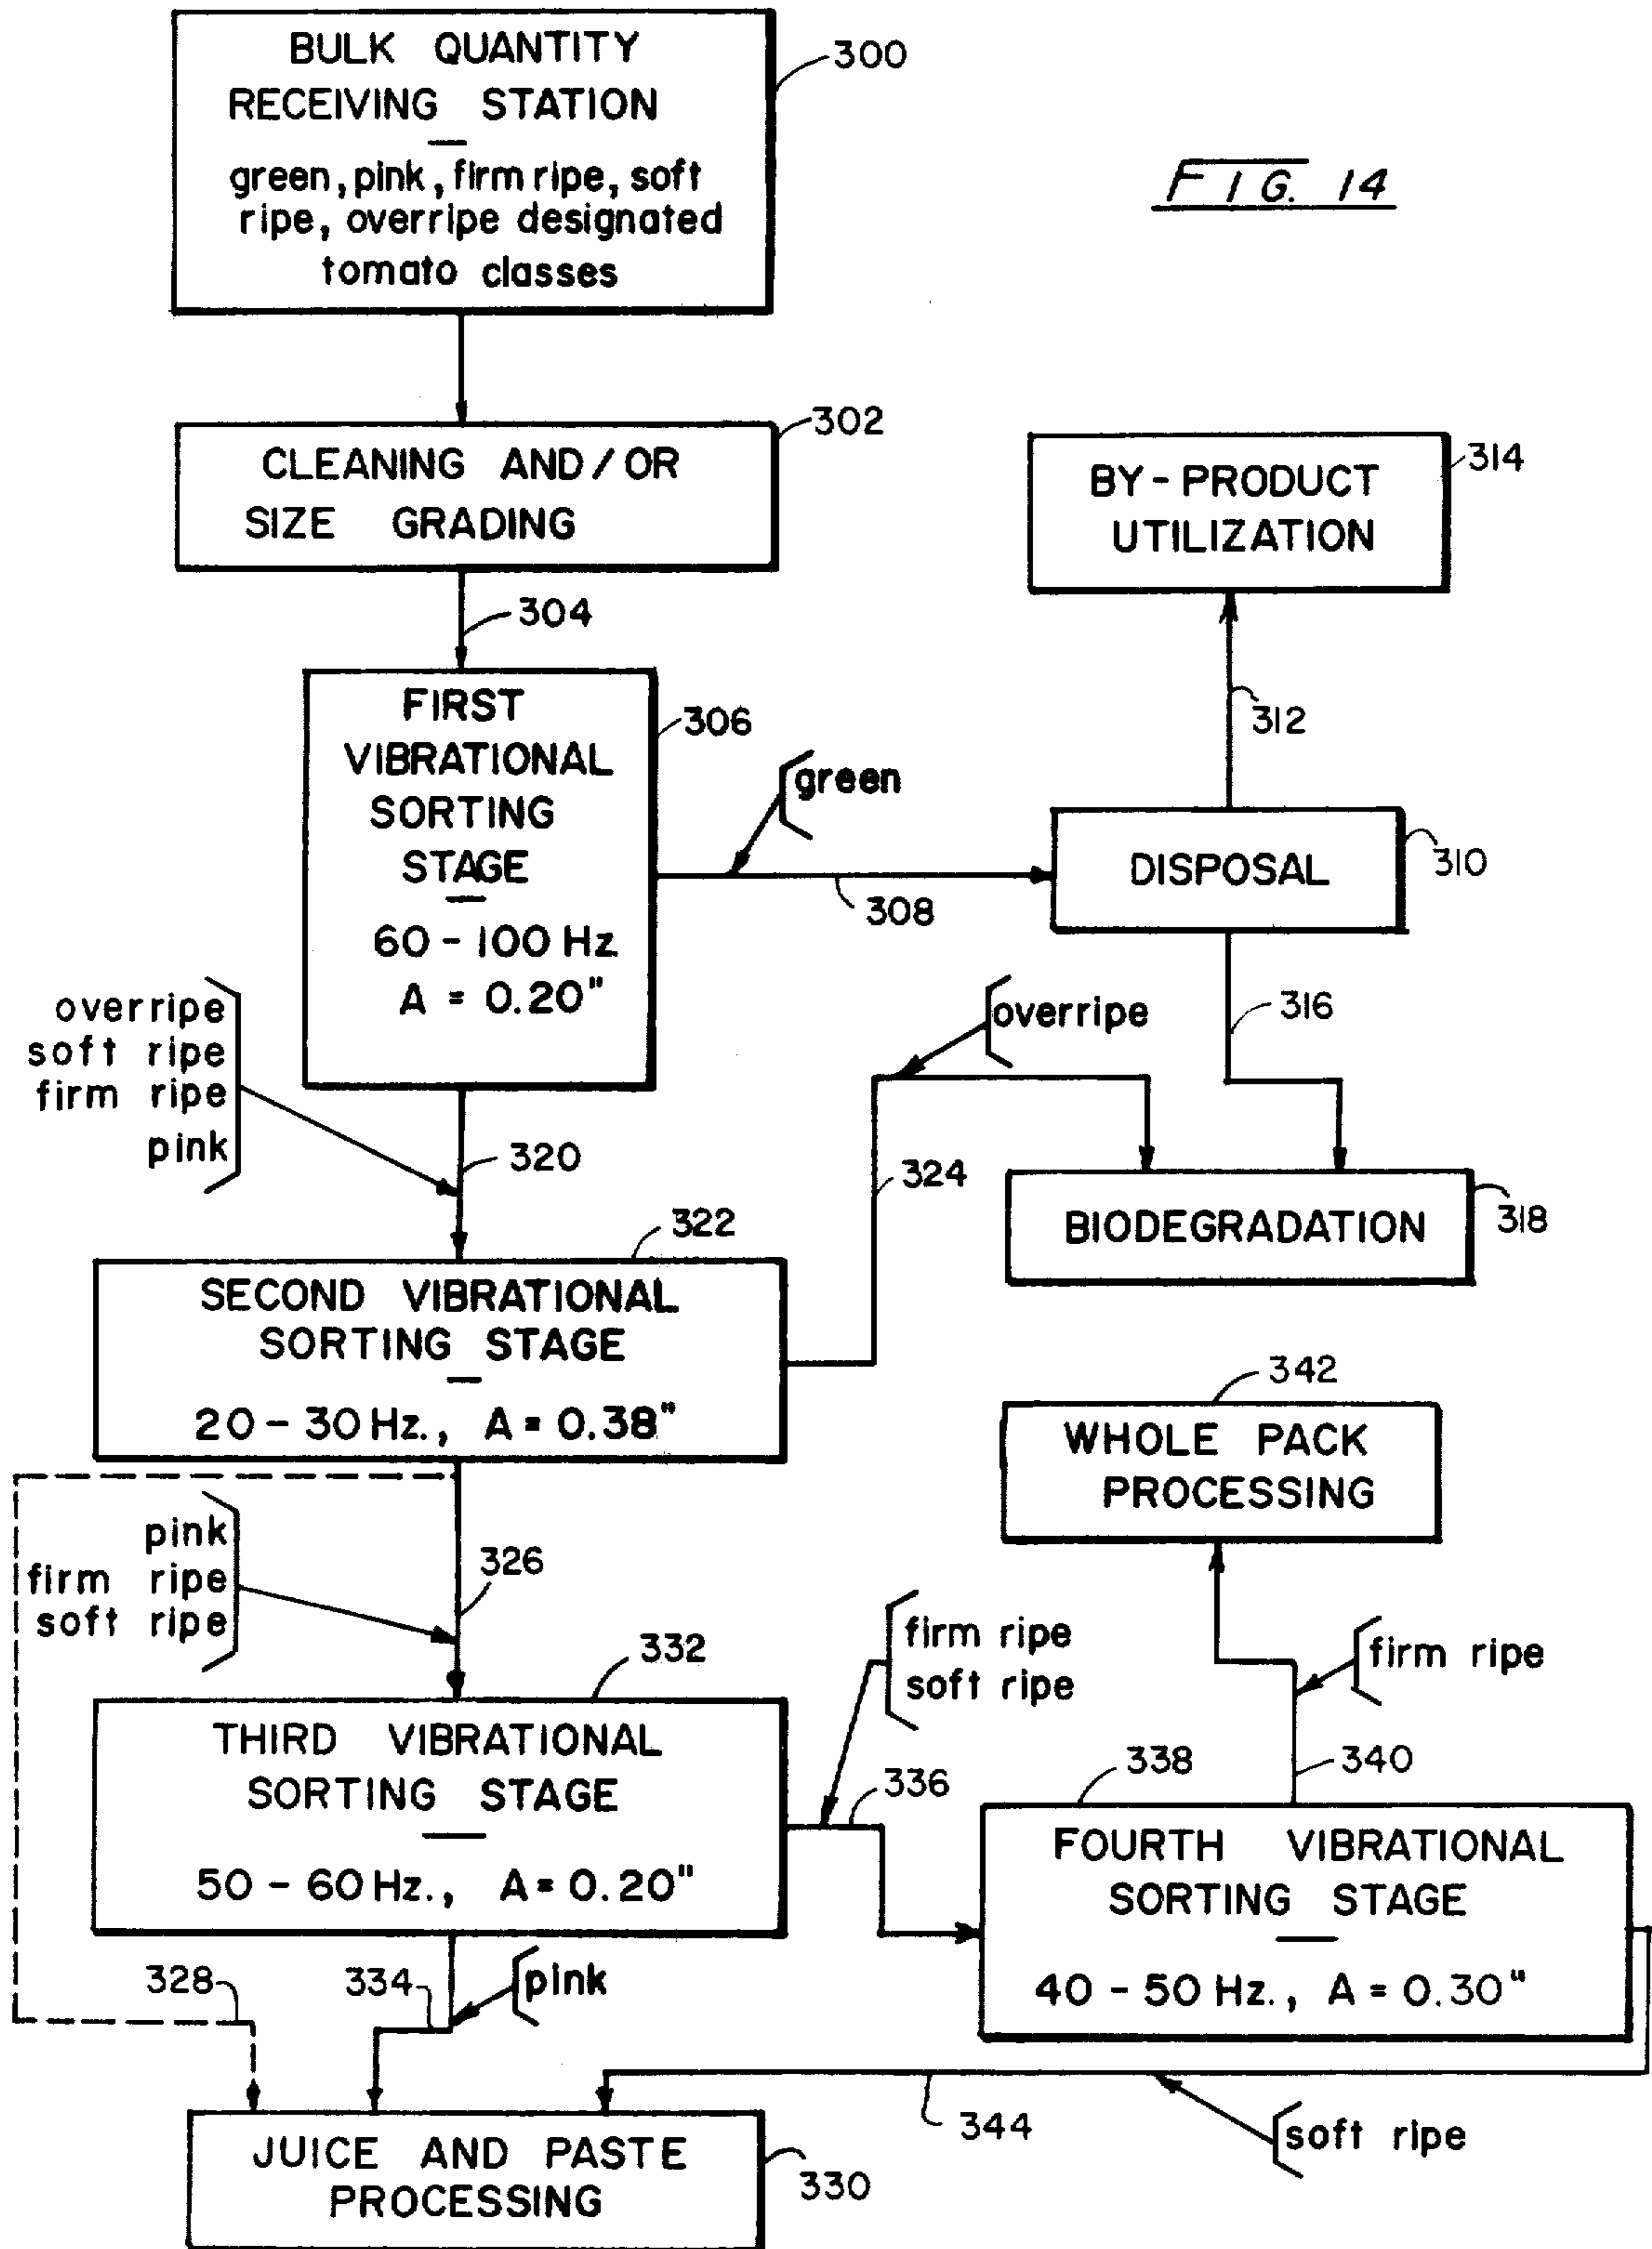 BULK QUANTITY
RECEIVING STATION
green, pink, firm ripe, soft
ripe, overripe designated
tomato classes
300
FIG. 14
302
CLEANING AND/OR
SIZE GRADING
304
314
BY-PRODUCT
UTILIZATION
312
FIRST
VIBRATIONAL
SORTING
STAGE
60 - 100 Hz
A = 0.20"
306
green
308
DISPOSAL
310
316
overripe
soft ripe
firm ripe
pink
320
overripe
324
BIODEGRADATION
318
322
SECOND VIBRATIONAL
SORTING STAGE
20 - 30 Hz., A = 0.38"
pink
firm ripe
soft ripe
326
342
WHOLE PACK
PROCESSING
332
THIRD VIBRATIONAL
SORTING STAGE
50 - 60 Hz., A = 0.20"
firm ripe
soft ripe
336
firm ripe
340
338
FOURTH VIBRATIONAL
SORTING STAGE
40 - 50 Hz., A = 0.30"
328
334
pink
344
soft ripe
JUICE AND PASTE
PROCESSING
330